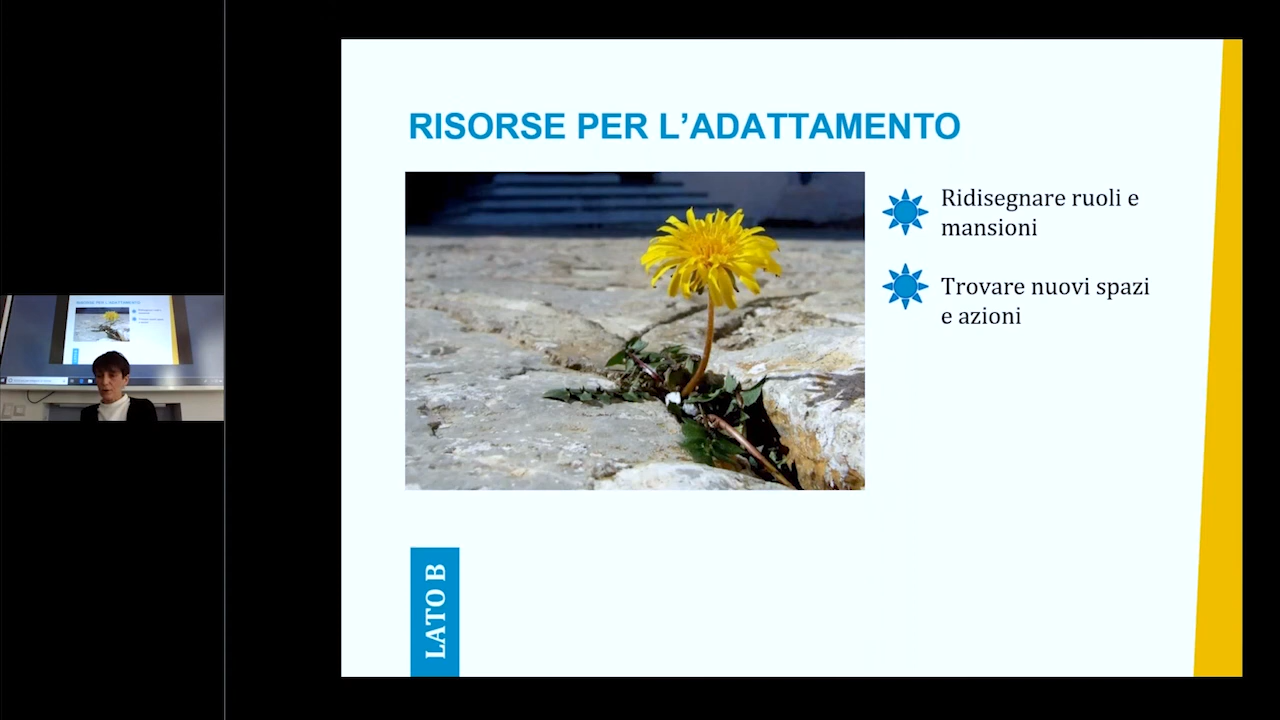 RISORSE PER L’ADATTAMENTO
Ridisegnare ruoli e
mansioni
Trovare nuovi spazi
e azioni
LATO B